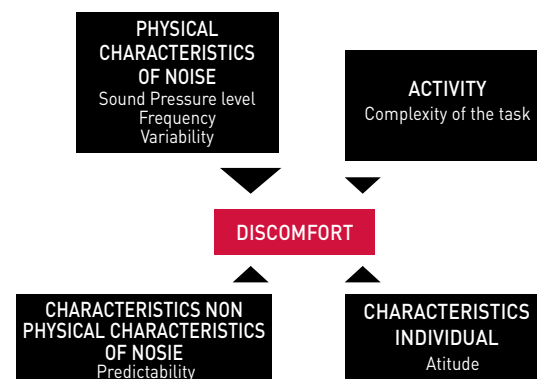 PHYSICAL
CHARACTERISTICS
OF NOISE
Sound Pressure level
Frequency
Variability
ACTIVITY
Complexity of the task
DISCOMFORT
CHARACTERISTICS NON
PHYSICAL CHARACTERISTICS
OF NOSIE
Predictability
CHARACTERISTICS
INDIVIDUAL
Atitude